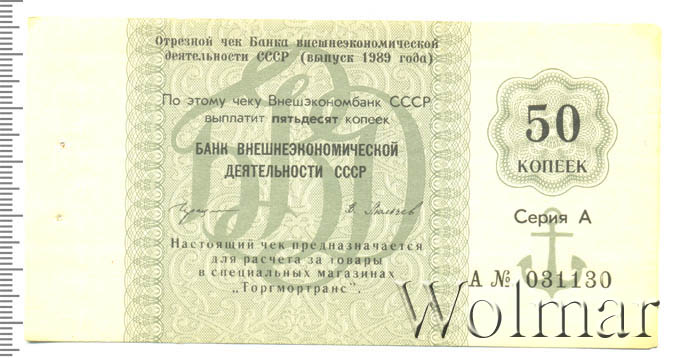 Отрезной чек Банка внешнеэкономической
деятельности СССР (выпуск 1989 года)
По этому чеку Внешэкономбанк СССР
выплатит пятьдесят копеек
БАНК ВНЕШНЕЭКОНОМИЧЕСКОЙ
ДЕЯТЕЛЬНОСТИ СССР
Настоящий чек предназначается
для расчета за товары
в специальных магазинах
„Торгмортранс".
50
КОПЕЕК
Серия А
А № 031130
Wolmar